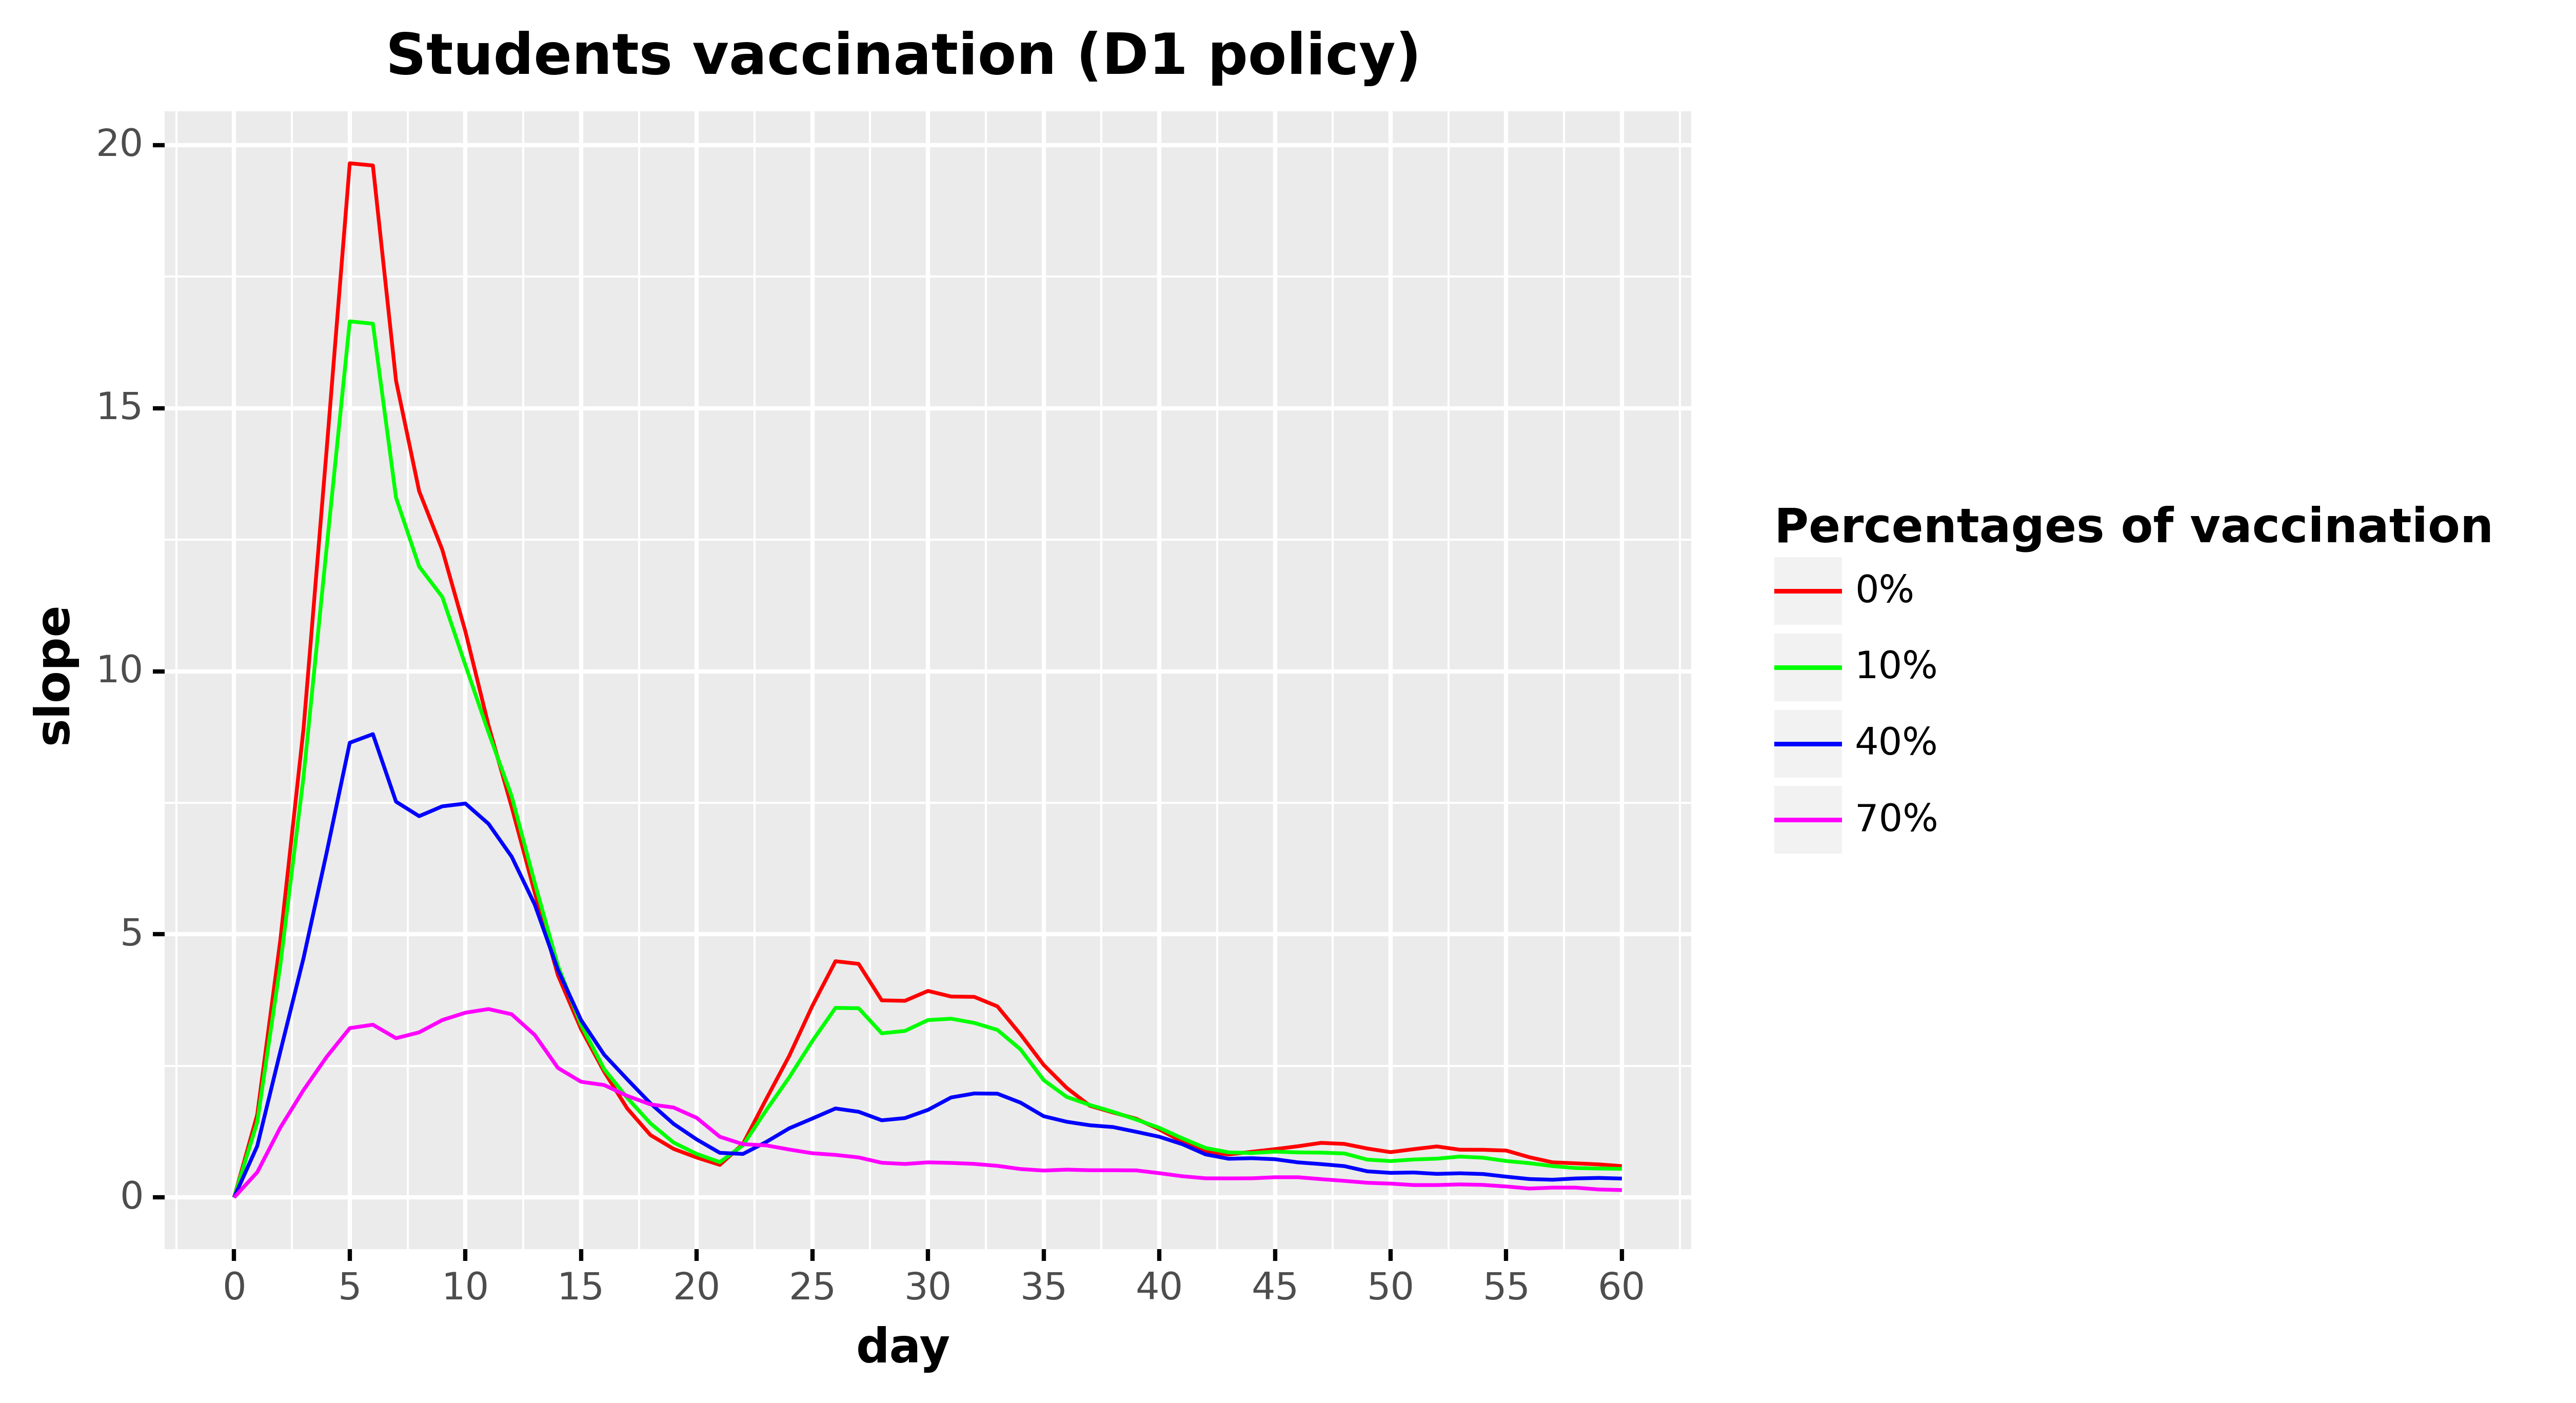 Students vaccination (D1 policy)
20
15
10
5
0
slope
0 5 10 15 20 25 30 35 40 45 50 55 60
day
Percentages of vaccination
0%
10%
40%
70%